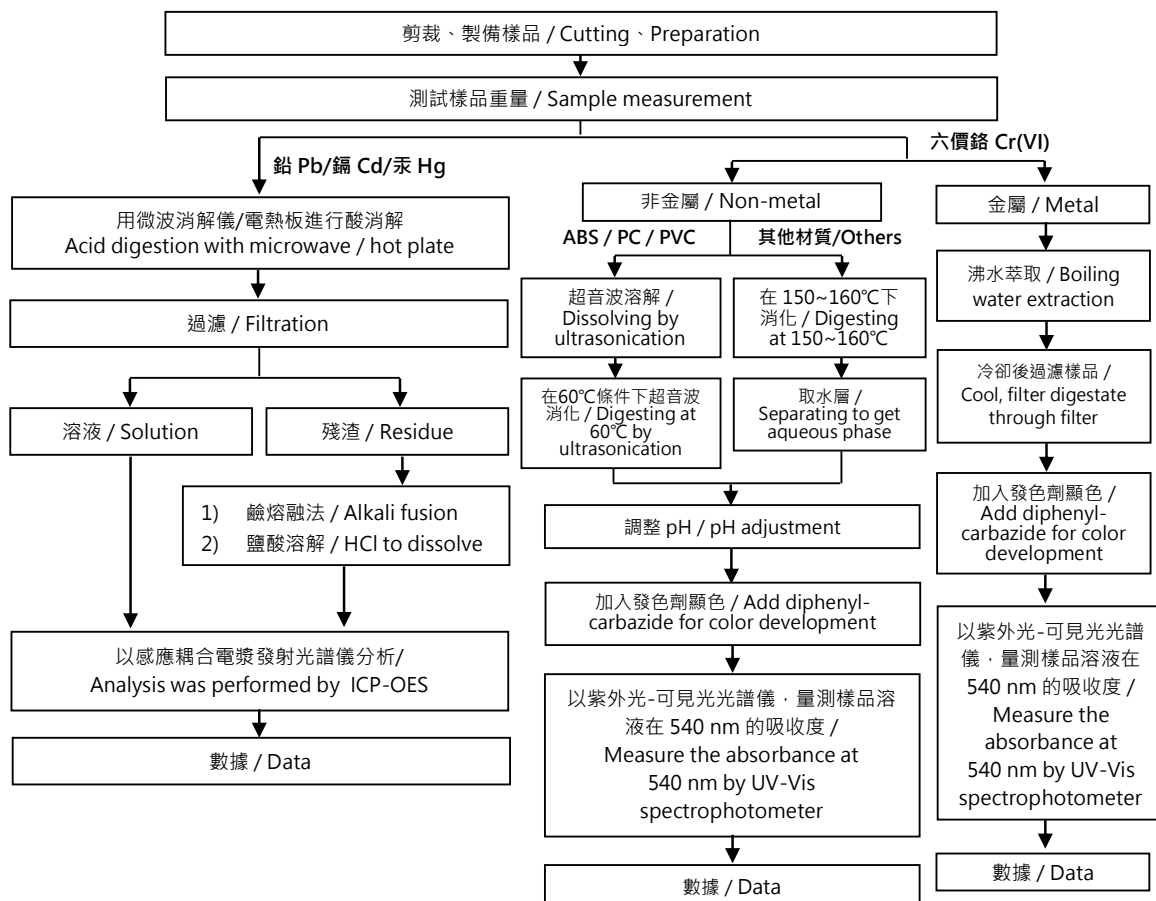 剪裁、製備樣品 / Cutting、Preparation
測試樣品重量 / Sample measurement
鉛 Pb/鎘 Cd/汞 Hg
用微波消解儀/電熱板進行酸消解
Acid digestion with microwave / hot plate
過濾 / Filtration
溶液 / Solution
殘渣 / Residue
1) 鹼熔融法 / Alkali fusion
2) 鹽酸溶解 / HCl to dissolve
以感應耦合電漿發射光譜儀分析/
Analysis was performed by ICP-OES
數據 / Data
六價鉻 Cr(VI)
非金屬 / Non-metal
ABS / PC / PVC
超音波溶解 /
Dissolving by
ultrasonication
在60℃條件下超音波
消化 / Digesting at
60℃ by
ultrasonication
其他材質/Others
在 150~160℃下
消化 / Digesting
at 150~160℃
取水層 /
Separating to get
aqueous phase
調整 pH / pH adjustment
加入發色劑顯色 / Add diphenyl-
carbazide for color development
以紫外光-可見光光譜儀，量測樣品溶
液在 540 nm 的吸收度 /
Measure the absorbance at
540 nm by UV-Vis
spectrophotometer
數據 / Data
金屬 / Metal
沸水萃取 / Boiling
water extraction
冷卻後過濾樣品 /
Cool, filter digestate
through filter
加入發色劑顯色 /
Add diphenyl-
carbazide for color
development
以紫外光-可見光光譜
儀，量測樣品溶液在
540 nm 的吸收度 /
Measure the
absorbance at
540 nm by UV-Vis
spectrophotometer
數據 / Data